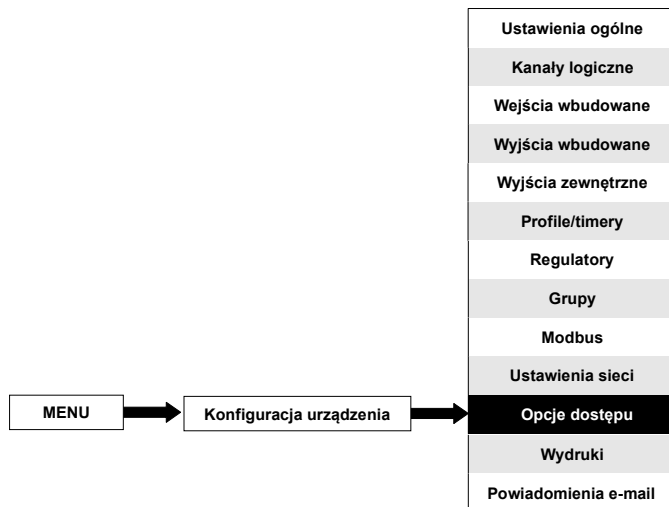 Ustawienia ogólne
Kanały logiczne
Wejścia wbudowane
Wyjścia wbudowane
Wyjścia zewnętrzne
Profile/timery
Regulatory
Grupy
Modbus
Ustawienia sieci
MENU
Konfiguracja urządzenia
Opcje dostępu
Wydruki
Powiadomienia e-mail